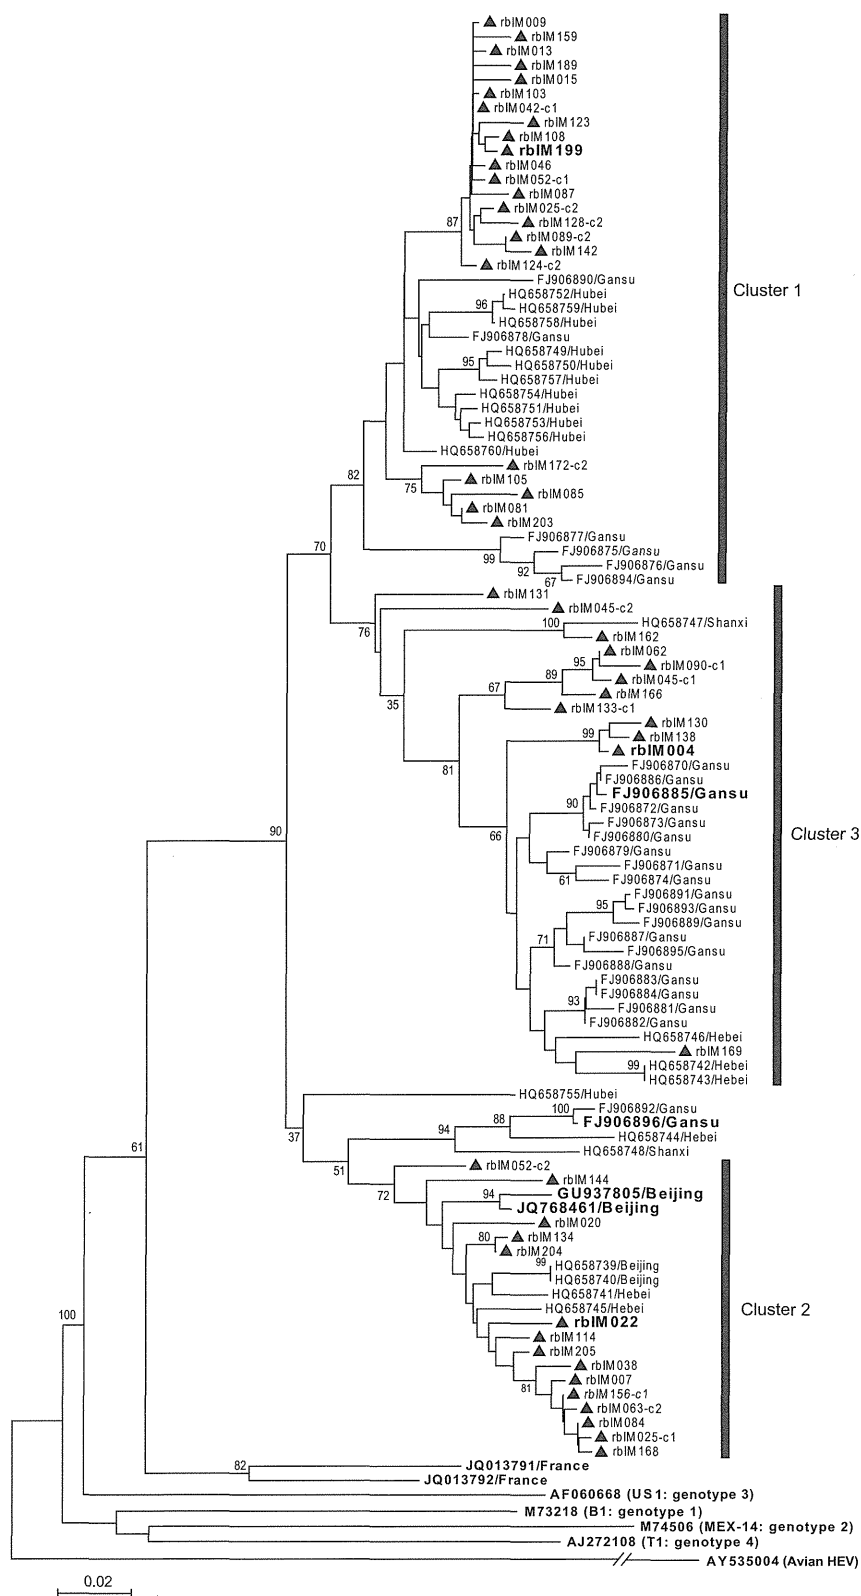 rbIM009
rbIM159
rbIM013
rbIM189
rbIM015
rbIM103
rbIM042-c1
rbIM123
rbIM108
rbIM199
rbIM046
rbIM052-c1
rbIM087
rbIM025-c2
87
rbIM128-c2
rbIM089-c2
rbIM142
rbIM124-c2
FJ906890/Gansu
Cluster 1
HQ658752/Hubei
96
HQ658759/Hubei
HQ658758/Hubei
FJ906878/Gansu
HQ658749/Hubei
95
HQ658750/Hubei
HQ658757/Hubei
HQ658754/Hubei
HQ658751/Hubei
HQ658753/Hubei
HQ658756/Hubei
HQ658760/Hubei
rbIM172-c2
82
rbIM105
75
rbIM085
rbIM081
rbIM203
FJ906877/Gansu
70
FJ906875/Gansu
99
FJ906876/Gansu
92
FJ906894/Gansu
67
rbIM131
rbIM045-c2
HQ658747/Shanxi
100
76
rbIM162
rbIM062
95
rbIM090-c1
89
rbIM045-c1
67
rbIM166
35
rbIM133-c1
rbIM130
99
rbIM138
rbIM004
FJ906870/Gansu
81
FJ906886/Gansu
FJ906885/Gansu
90
FJ906872/Gansu
FJ906873/Gansu
90
66
FJ906880/Gansu
Cluster 3
FJ906879/Gansu
FJ906871/Gansu
61
FJ906874/Gansu
FJ906891/Gansu
95
FJ906893/Gansu
FJ906889/Gansu
FJ906887/Gansu
71
FJ906895/Gansu
FJ906888/Gansu
FJ906883/Gansu
FJ906884/Gansu
93
FJ906881/Gansu
FJ906882/Gansu
HQ658746/Hebei
rbIM169
99
HQ658742/Hebei
HQ658743/Hebei
HQ658755/Hubei
100
FJ906892/Gansu
88
FJ906896/Gansu
94
37
HQ658744/Hebei
61
HQ658748/Shanxi
51
rbIM052-c2
rbIM144
72
94
GU937805/Beijing
JQ768461/Beijing
rbIM020
80
rbIM134
rbIM204
99
HQ658739/Beijing
HQ658740/Beijing
HQ658741/Hebei
HQ658745/Hebei
Cluster 2
100
rbIM022
rbIM114
rbIM205
rbIM038
81
rbIM007
rbIM156-c1
rbIM063-c2
rbIM084
rbIM025-c1
rbIM168
82
JQ013791/France
JQ013792/France
AF060668 (US1: genotype 3)
M73218 (B1: genotype 1)
M74506 (MEX-14: genotype 2)
AJ272108 (T1: genotype 4)
AY535004 (Avian HEV)
0.02